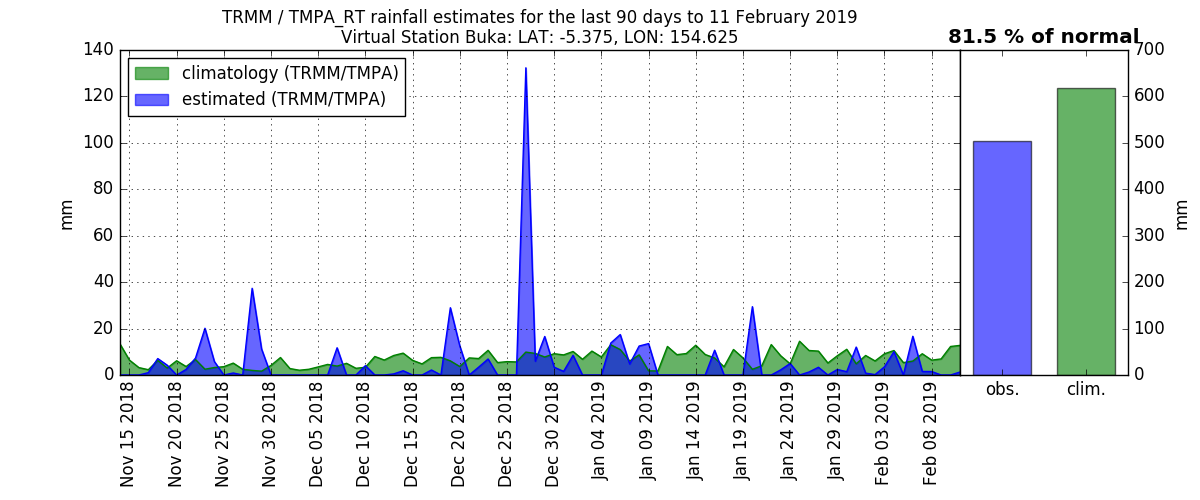 TRMM / TMPA_RT rainfall estimates for the last 90 days to 11 February 2019
Virtual Station Buka: LAT: -5.375, LON: 154.625
81.5 % of normal
climatology (TRMM/TMPA)
estimated (TRMM/TMPA)
140
120
100
80
60
40
20
0
mm
Nov 15 2018
Nov 20 2018
Nov 25 2018
Nov 30 2018
Dec 05 2018
Dec 10 2018
Dec 15 2018
Dec 20 2018
Dec 25 2018
Dec 30 2018
Jan 04 2019
Jan 09 2019
Jan 14 2019
Jan 19 2019
Jan 24 2019
Jan 29 2019
Feb 03 2019
Feb 08 2019
obs.
clim.
700
600
500
400
300
200
100
0
mm